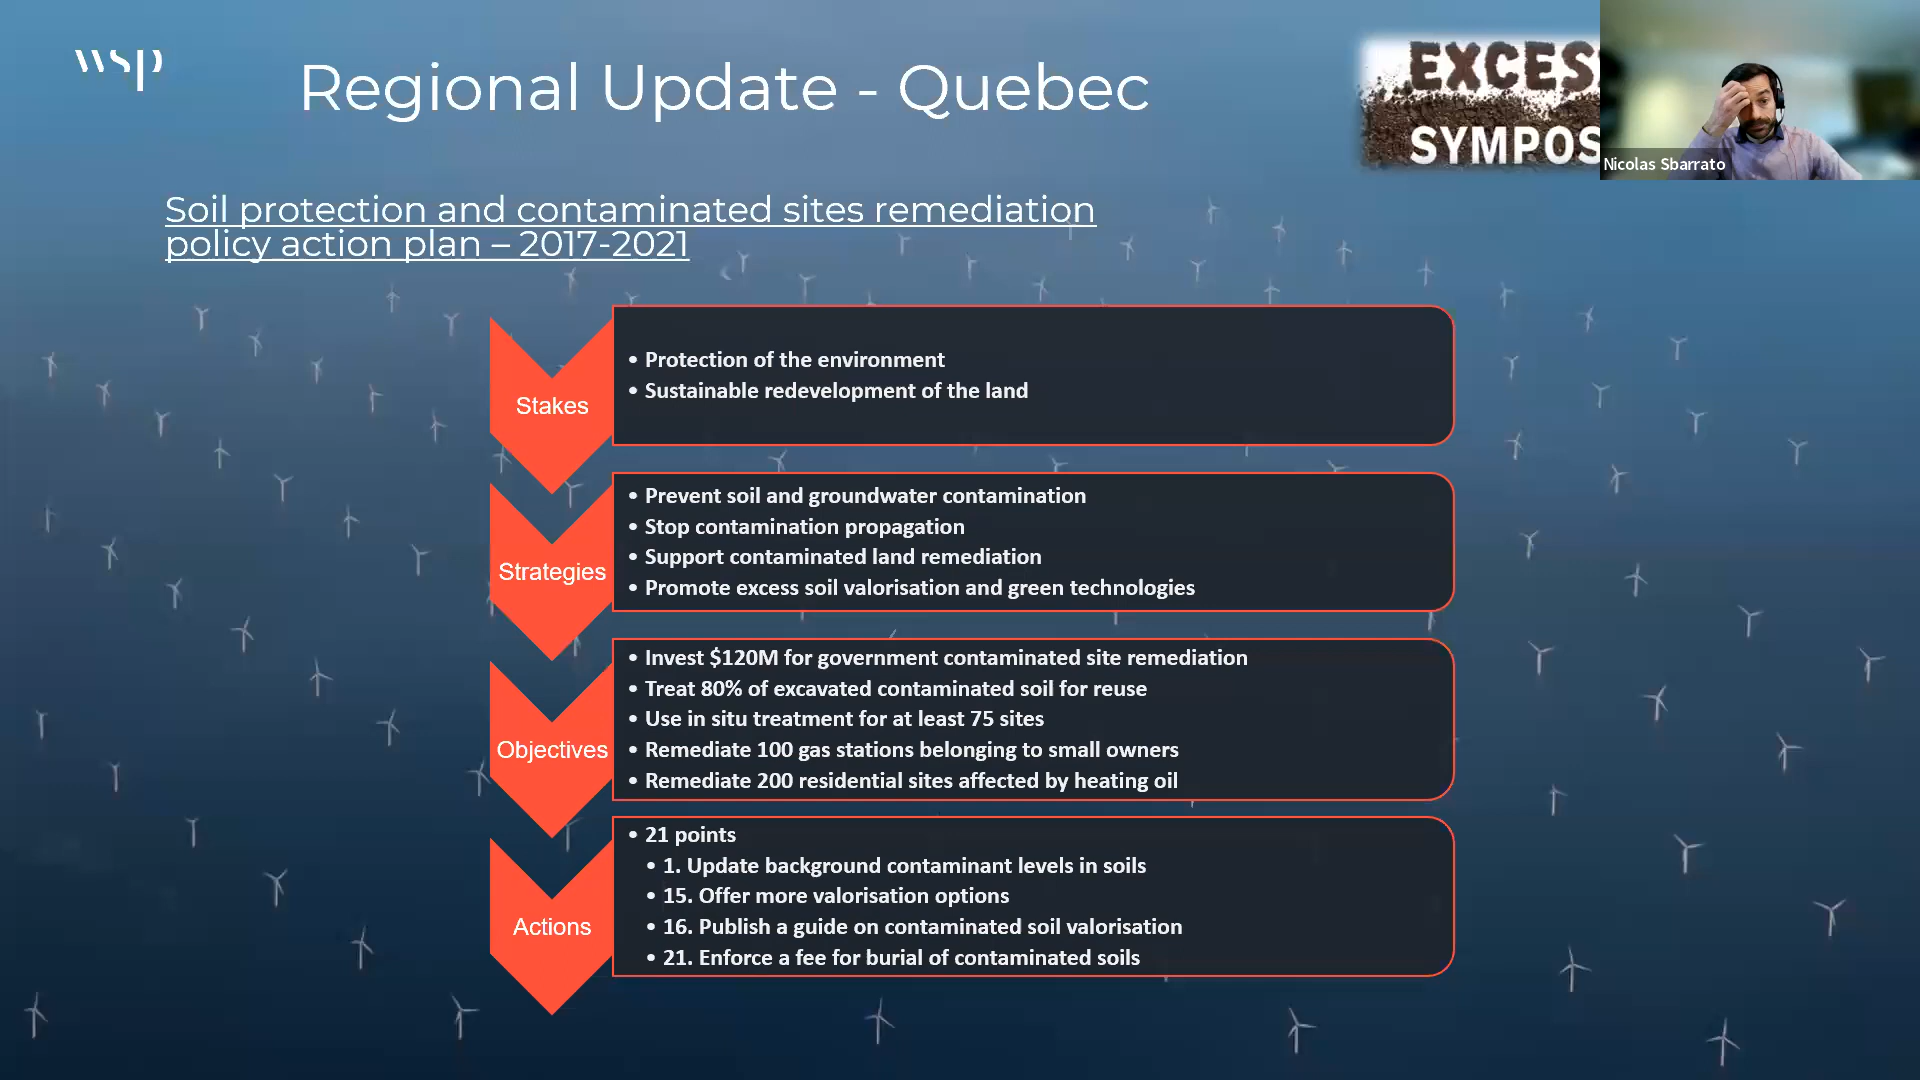 wsp
Regional Update - Quebec
EXCES
SYMPOS
Nicolas Sbarrato
Soil protection and contaminated sites remediation
policy action plan – 2017-2021
Stakes
• Protection of the environment
• Sustainable redevelopment of the land
Strategies
• Prevent soil and groundwater contamination
• Stop contamination propagation
• Support contaminated land remediation
• Promote excess soil valorisation and green technologies
Objectives
• Invest $120M for government contaminated site remediation
• Treat 80% of excavated contaminated soil for reuse
• Use in situ treatment for at least 75 sites
• Remediate 100 gas stations belonging to small owners
• Remediate 200 residential sites affected by heating oil
Actions
• 21 points
• 1. Update background contaminant levels in soils
• 15. Offer more valorisation options
• 16. Publish a guide on contaminated soil valorisation
• 21. Enforce a fee for burial of contaminated soils